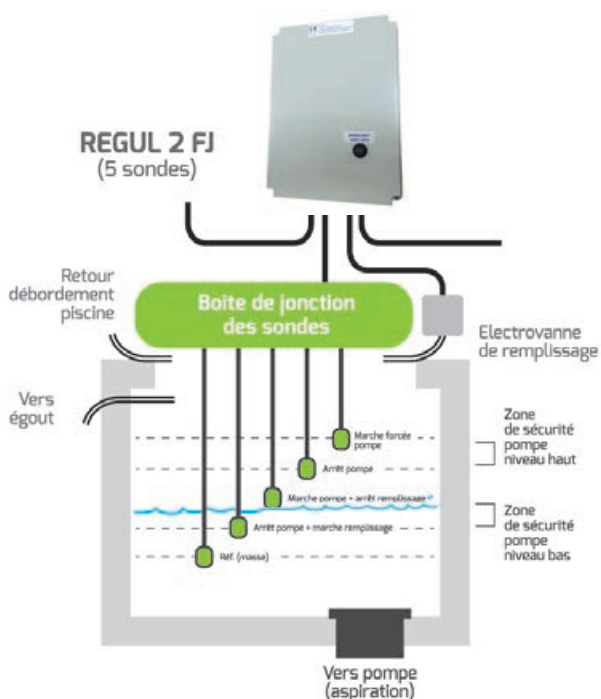 REGUL 2 FJ
(5 sondes)
Retour
débordement
piscine
Boîte de jonction
des sondes
Electrovanne
de remplissage
Vers
égout
Marche forcée
pompe
Arrêt pompe
Marche pompe + arrêt remplissage
Arrêt pompe + marche remplissage
Réf. (masse)
Zone
de sécurité
pompe
niveau haut
Zone
de sécurité
pompe
niveau bas
Vers pompe
(aspiration)